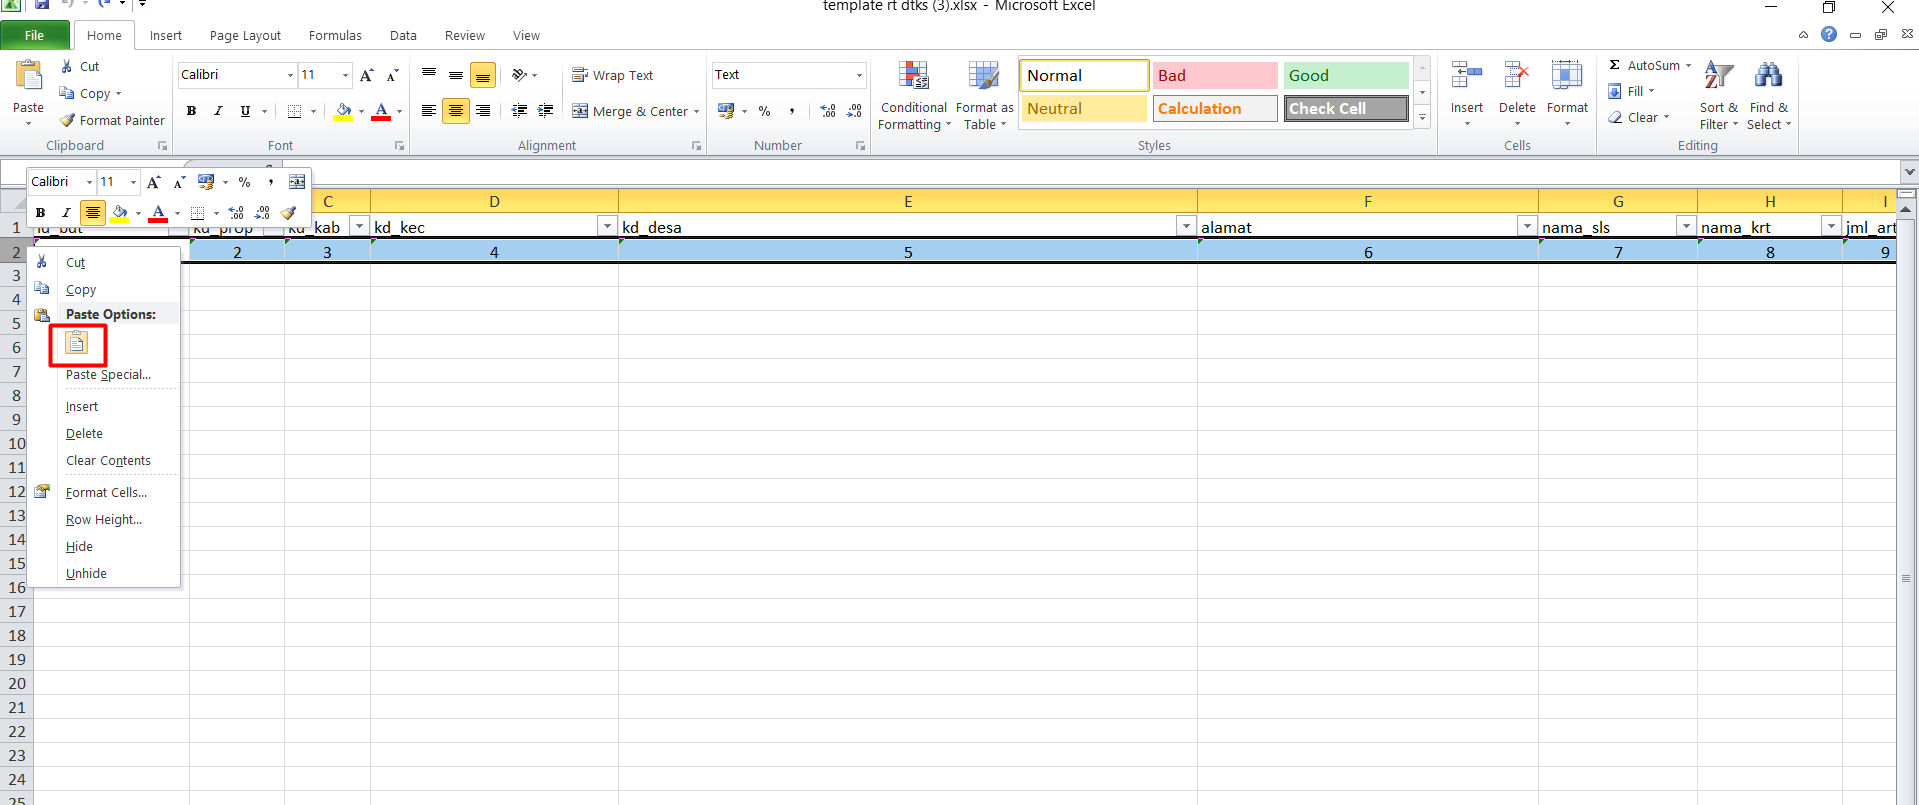 template rt dtks (3).xlsx - Microsoft Excel
File Home Insert Page Layout Formulas Data Review View
Paste
Cut
Copy
Format Painter
Clipboard
Calibri 11
B I U A
Font
Wrap Text
Merge & Center
Alignment
Text
%
Number
Conditional Formatting
Format as Table
Normal Bad Good
Neutral Calculation Check Cell
Styles
Insert Delete Format
Cells
Σ AutoSum
Fill
Clear
Sort & Filter
Find & Select
Editing
Calibri 11 A A % ,
B I A
C D E F G H I
1 id_bdt kd_prop kd_kab kd_kec kd_desa alamat nama_sls nama_krt jml_art
2 2 3 4 5 6 7 8 9
Cut
Copy
Paste Options:
Paste Special...
Insert
Delete
Clear Contents
Format Cells...
Row Height...
Hide
Unhide
3
4
5
6
7
8
9
10
11
12
13
14
15
16
17
18
19
20
21
22
23
24
25